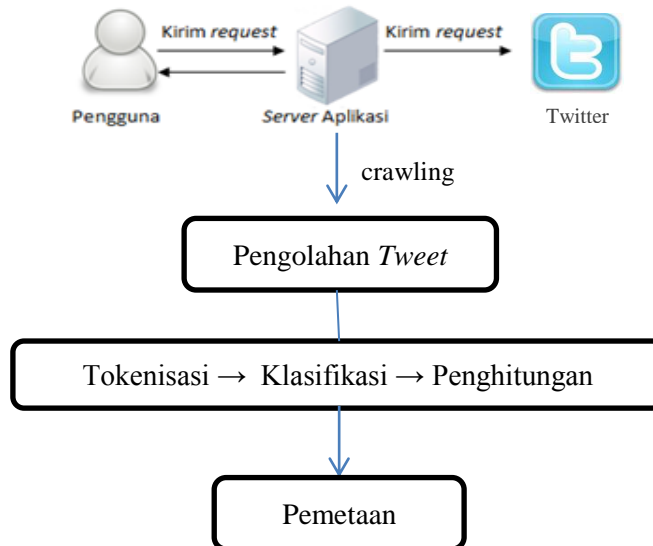 Kirim request
Kirim request
Pengguna
Server Aplikasi
Twitter
crawling
Pengolahan Tweet
Tokenisasi → Klasifikasi → Penghitungan
Pemetaan